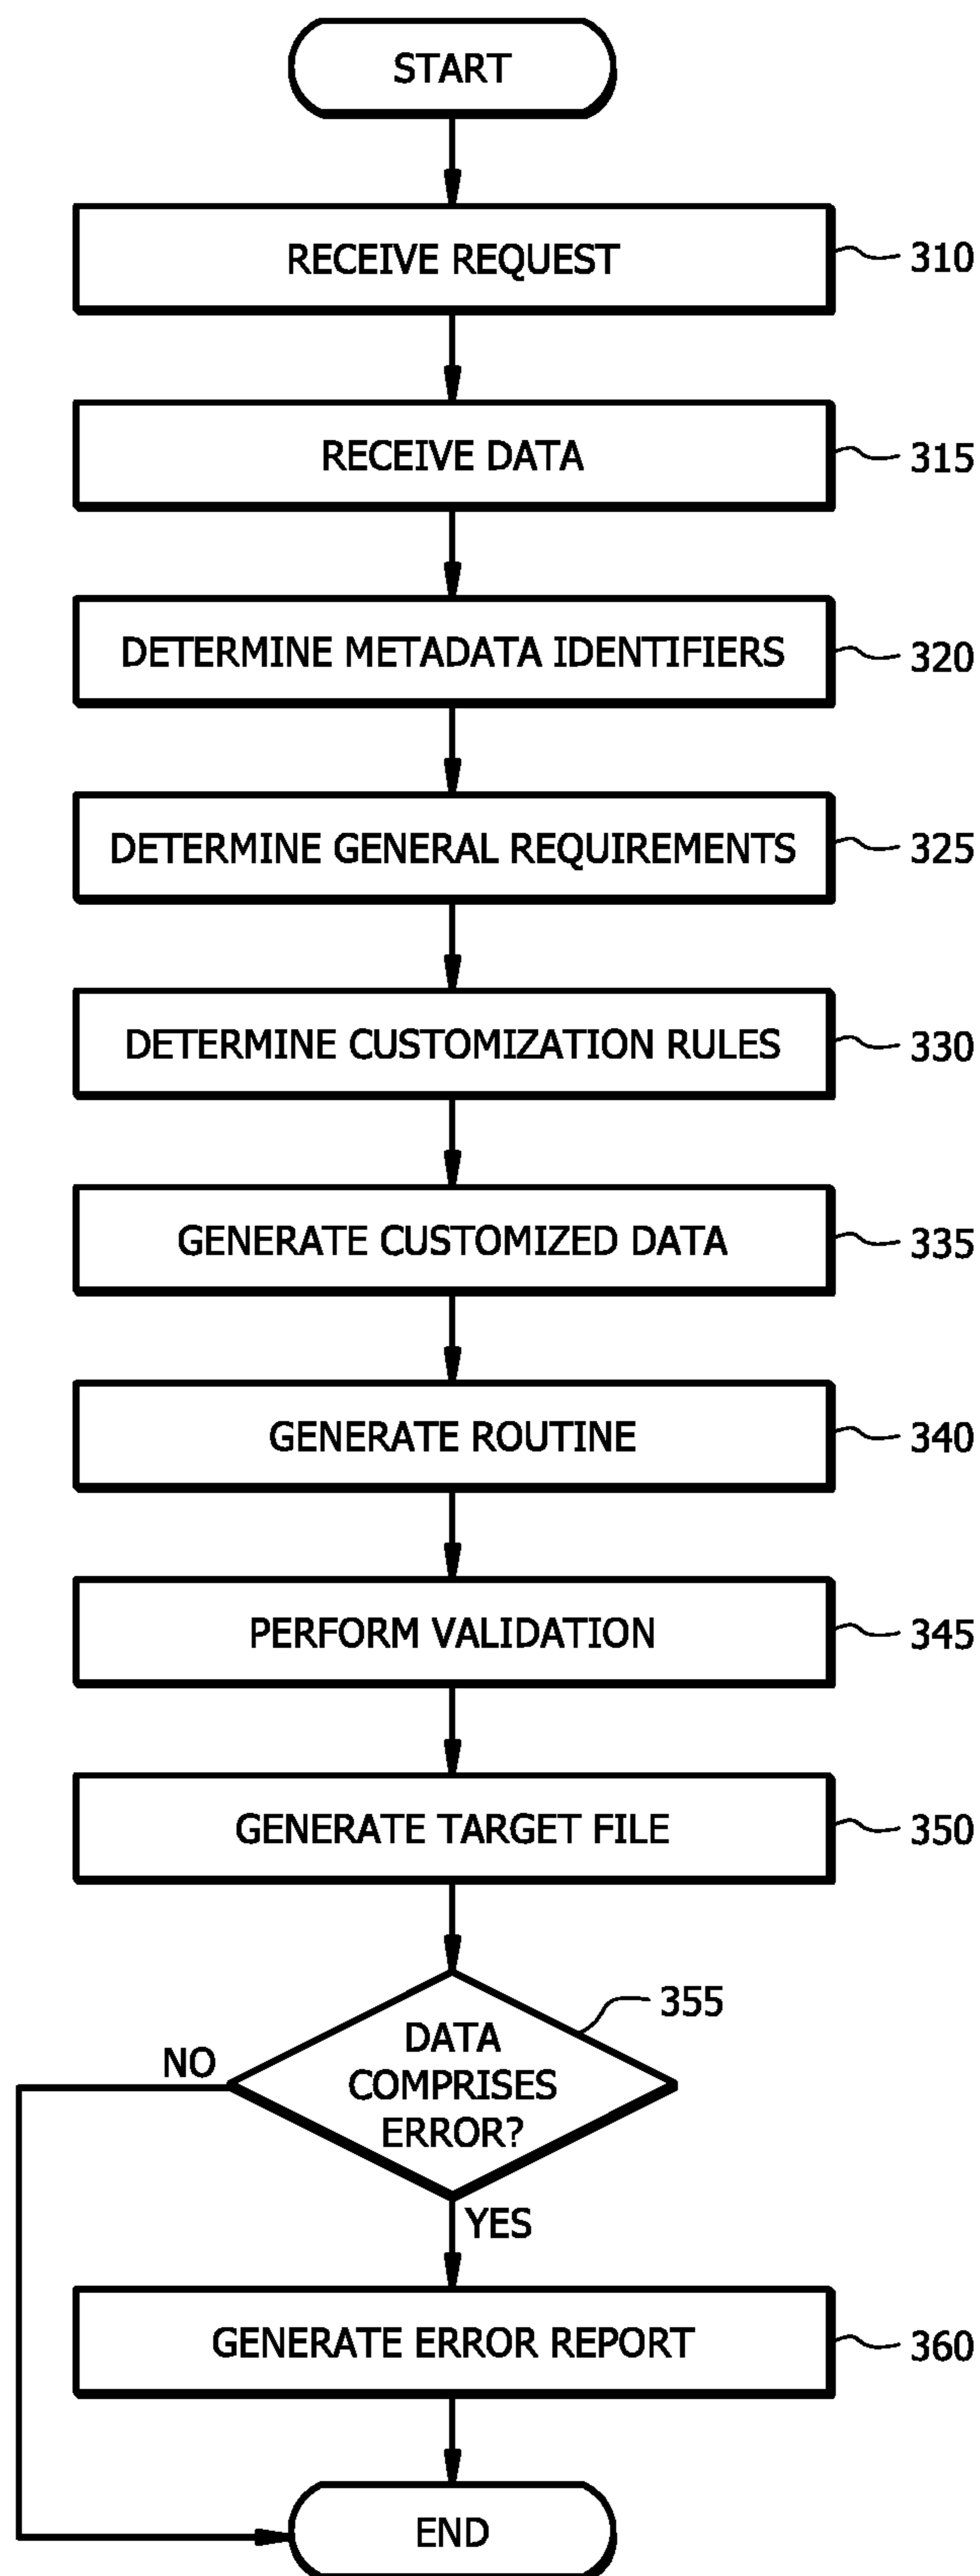 START
RECEIVE REQUEST
310
RECEIVE DATA
315
DETERMINE METADATA IDENTIFIERS
320
DETERMINE GENERAL REQUIREMENTS
325
DETERMINE CUSTOMIZATION RULES
330
GENERATE CUSTOMIZED DATA
335
GENERATE ROUTINE
340
PERFORM VALIDATION
345
GENERATE TARGET FILE
350
355
DATA
COMPRISES
ERROR?
NO
YES
GENERATE ERROR REPORT
360
END